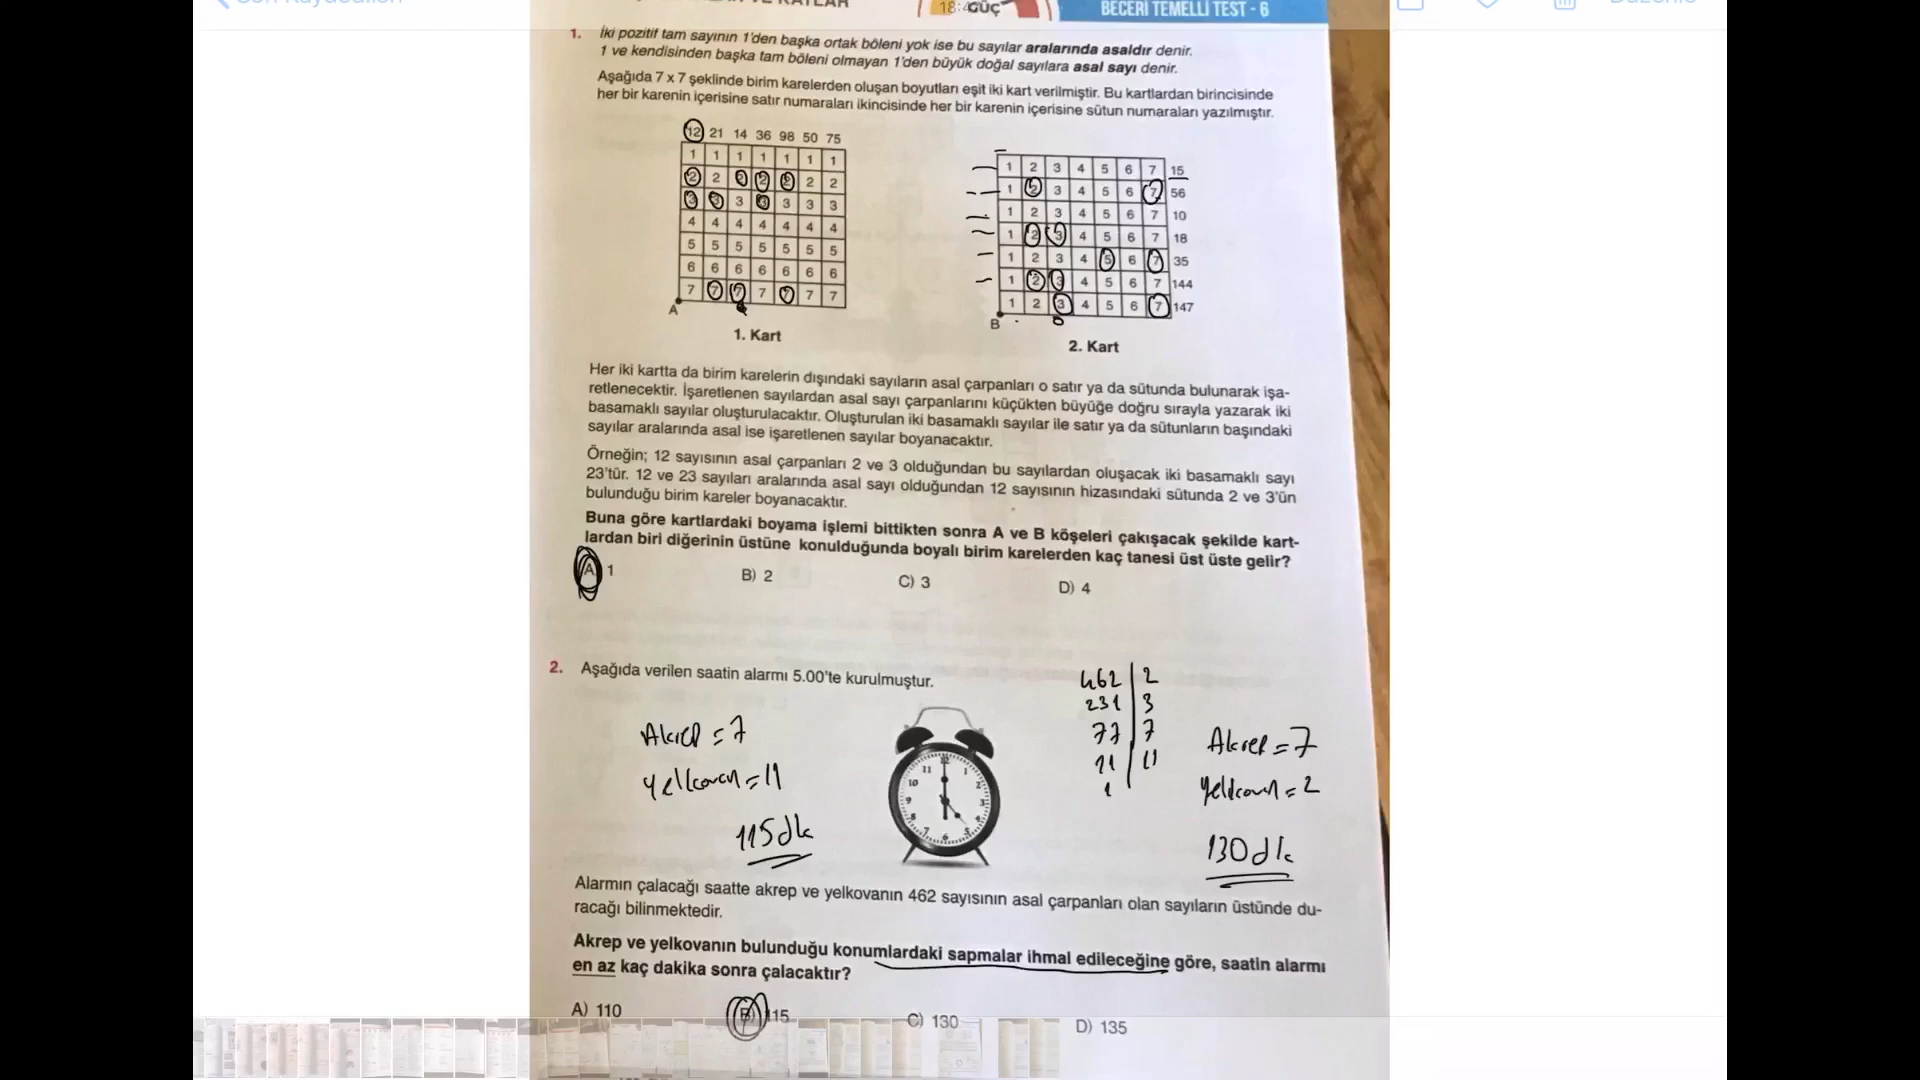 18:4 GÜÇ
BECERİ TEMELLİ TEST - 6
1. İki pozitif tam sayının 1'den başka ortak böleni yok ise bu sayılar aralarında asaldır denir.
1 ve kendisinden başka tam böleni olmayan 1'den büyük doğal sayılara asal sayı denir.
Aşağıda 7 x 7 şeklinde birim karelerden oluşan boyutları eşit iki kart verilmiştir. Bu kartlardan birincisinde
her bir karenin içerisine satır numaraları ikincisinde her bir karenin içerisine sütun numaraları yazılmıştır.
12 21 14 36 98 50 75
1 1 1 1 1 1 1
2 2 2 2 2 2 2
3 3 3 3 3 3 3
4 4 4 4 4 4 4
5 5 5 5 5 5 5
6 6 6 6 6 6 6
7 7 7 7 7 7 7
A
1. Kart
1 2 3 4 5 6 7 15
1 2 3 4 5 6 7 56
1 2 3 4 5 6 7 10
1 2 3 4 5 6 7 18
1 2 3 4 5 6 7 35
1 2 3 4 5 6 7 144
1 2 3 4 5 6 7 147
B
2. Kart
Her iki kartta da birim karelerin dışındaki sayıların asal çarpanları o satır ya da sütunda bulunarak işa-
retlenecektir. İşaretlenen sayılardan asal sayı çarpanlarını küçükten büyüğe doğru sırayla yazarak iki
basamaklı sayılar oluşturulacaktır. Oluşturulan iki basamaklı sayılar ile satır ya da sütunların başındaki
sayılar aralarında asal ise işaretlenen sayılar boyanacaktır.
Örneğin; 12 sayısının asal çarpanları 2 ve 3 olduğundan bu sayılardan oluşacak iki basamaklı sayı
23'tür. 12 ve 23 sayıları aralarında asal sayı olduğundan 12 sayısının hizasındaki sütunda 2 ve 3'ün
bulunduğu birim kareler boyanacaktır.
Buna göre kartlardaki boyama işlemi bittikten sonra A ve B köşeleri çakışacak şekilde kart-
lardan biri diğerinin üstüne konulduğunda boyalı birim karelerden kaç tanesi üst üste gelir?
A) 1 B) 2 C) 3 D) 4
2. Aşağıda verilen saatin alarmı 5.00'te kurulmuştur.
Akrep = 7
Yelkovan = 11
115dk
462 2
231 3
77 7
11 11
1
Akrep = 7
Yelkovan = 2
130dk
Alarmın çalacağı saatte akrep ve yelkovanın 462 sayısının asal çarpanları olan sayıların üstünde du-
racağı bilinmektedir.
Akrep ve yelkovanın bulunduğu konumlardaki sapmalar ihmal edileceğine göre, saatin alarmı
en az kaç dakika sonra çalacaktır?
A) 110 B) 115 C) 130 D) 135